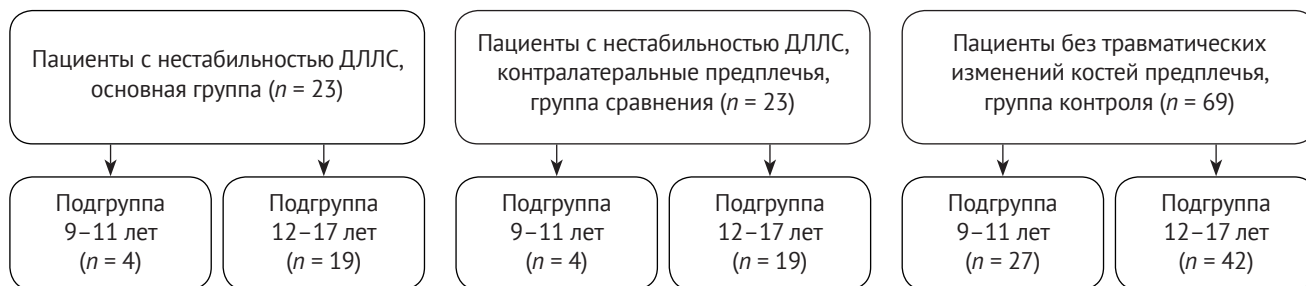 Пациенты с нестабильностью ДЛЛС,
основная группа (n = 23)
Пациенты с нестабильностью ДЛЛС,
контралатеральные предплечья,
группа сравнения (n = 23)
Пациенты без травматических
изменений костей предплечья,
группа контроля (n = 69)
Подгруппа
9–11 лет
(n = 4)
Подгруппа
12–17 лет
(n = 19)
Подгруппа
9–11 лет
(n = 4)
Подгруппа
12–17 лет
(n = 19)
Подгруппа
9–11 лет
(n = 27)
Подгруппа
12–17 лет
(n = 42)